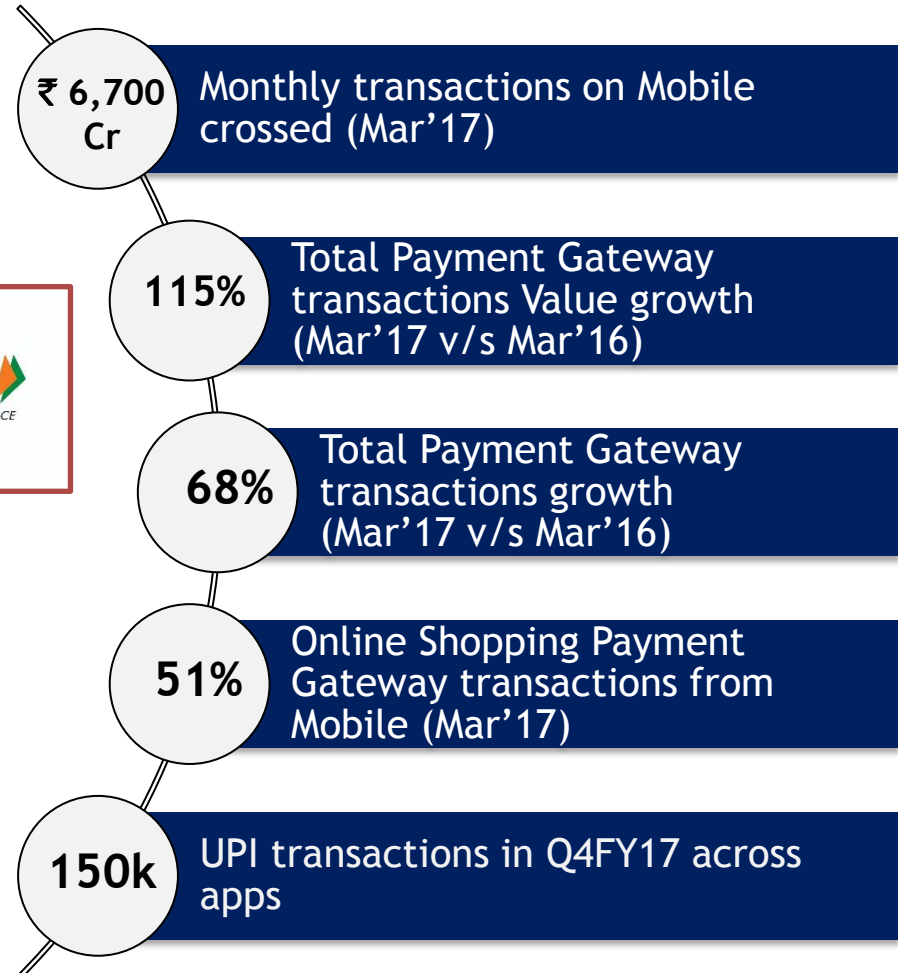 ₹ 6,700
Cr
Monthly transactions on Mobile
crossed (Mar’17)
115%
Total Payment Gateway
transactions Value growth
(Mar’17 v/s Mar’16)
CE
68%
Total Payment Gateway
transactions growth
(Mar’17 v/s Mar’16)
51%
Online Shopping Payment
Gateway transactions from
Mobile (Mar’17)
150k
UPI transactions in Q4FY17 across
apps